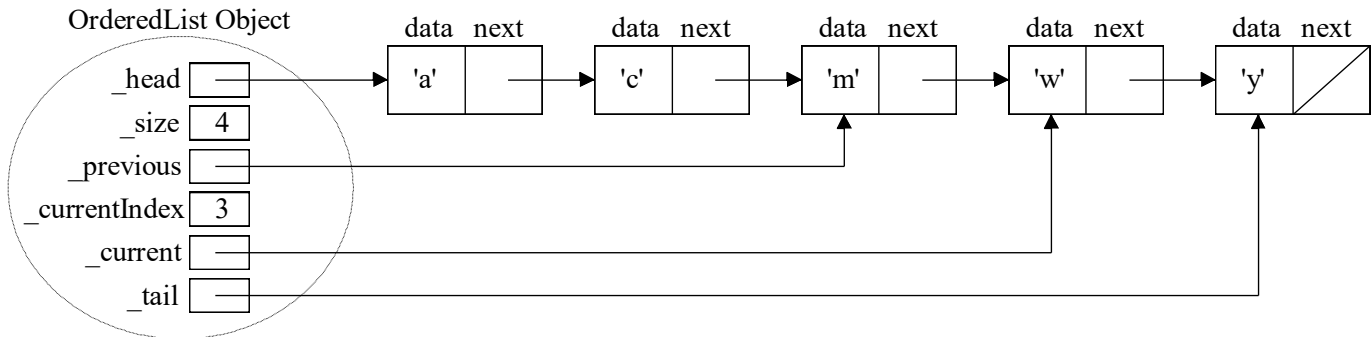 OrderedList Object
data next data next data next data next data next
_head 'a' 'c' 'm' 'w' 'y'
_size 4
_previous
_currentIndex 3
_current
_tail